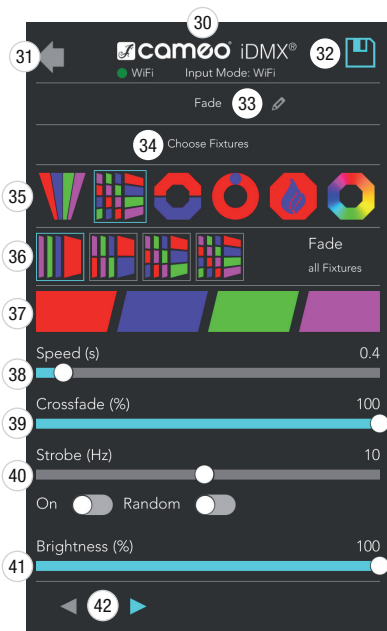 30
31
cameo iDMX®
32
WiFi Input Mode: WiFi
Fade 33
34 Choose Fixtures
35
36
Fade
all Fixtures
37
Speed (s) 0.4
38
Crossfade (%) 100
39
Strobe (Hz) 10
40
On Random
Brightness (%) 100
41
42